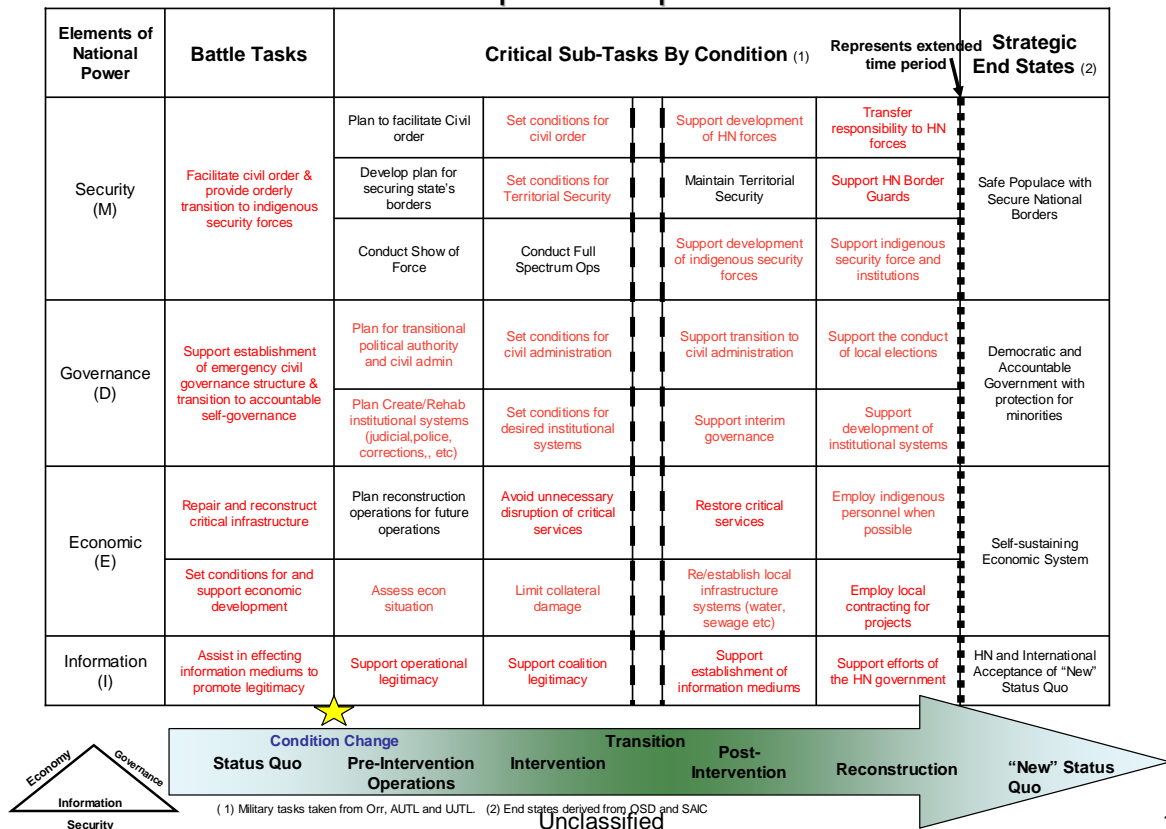 Elements of
National
Power
Battle Tasks
Critical Sub-Tasks By Condition (1)
Represents extended
time period
Strategic
End States (2)
Security
(M)
Facilitate civil order &
provide orderly
transition to indigenous
security forces
Plan to facilitate Civil
order
Set conditions for
civil order
Support development
of HN forces
Transfer
responsibility to HN
forces
Develop plan for
securing state's
borders
Set conditions for
Territorial Security
Maintain Territorial
Security
Support HN Border
Guards
Conduct Show of
Force
Conduct Full
Spectrum Ops
Support development
of indigenous security
forces
Support indigenous
security force and
institutions
Safe Populace with
Secure National
Borders
Governance
(D)
Support establishment
of emergency civil
governance structure &
transition to accountable
self-governance
Plan for transitional
political authority
and civil admin
Set conditions for
civil administration
Support transition to
civil administration
Support the conduct
of local elections
Plan Create/Rehab
institutional systems
(judicial,police,
corrections,, etc)
Set conditions for
desired institutional
systems
Support interim
governance
Support
development of
institutional systems
Democratic and
Accountable
Government with
protection for
minorities
Economic
(E)
Repair and reconstruct
critical infrastructure
Plan reconstruction
operations for future
operations
Avoid unnecessary
disruption of critical
services
Restore critical
services
Employ indigenous
personnel when
possible
Set conditions for and
support economic
development
Assess econ
situation
Limit collateral
damage
Re/establish local
infrastructure
systems (water,
sewage etc)
Employ local
contracting for
projects
Self-sustaining
Economic System
Information
(I)
Assist in effecting
information mediums to
promote legitimacy
Support operational
legitimacy
Support coalition
legitimacy
Support
establishment of
information mediums
Support efforts of
the HN government
HN and International
Acceptance of "New"
Status Quo
Condition Change
Transition
Status Quo
Pre-Intervention
Operations
Intervention
Post-
Intervention
Reconstruction
"New" Status
Quo
Economy
Governance
Information
Security
( 1) Military tasks taken from Orr, AUTL and UJTL. (2) End states derived from OSD and SAIC
Unclassified